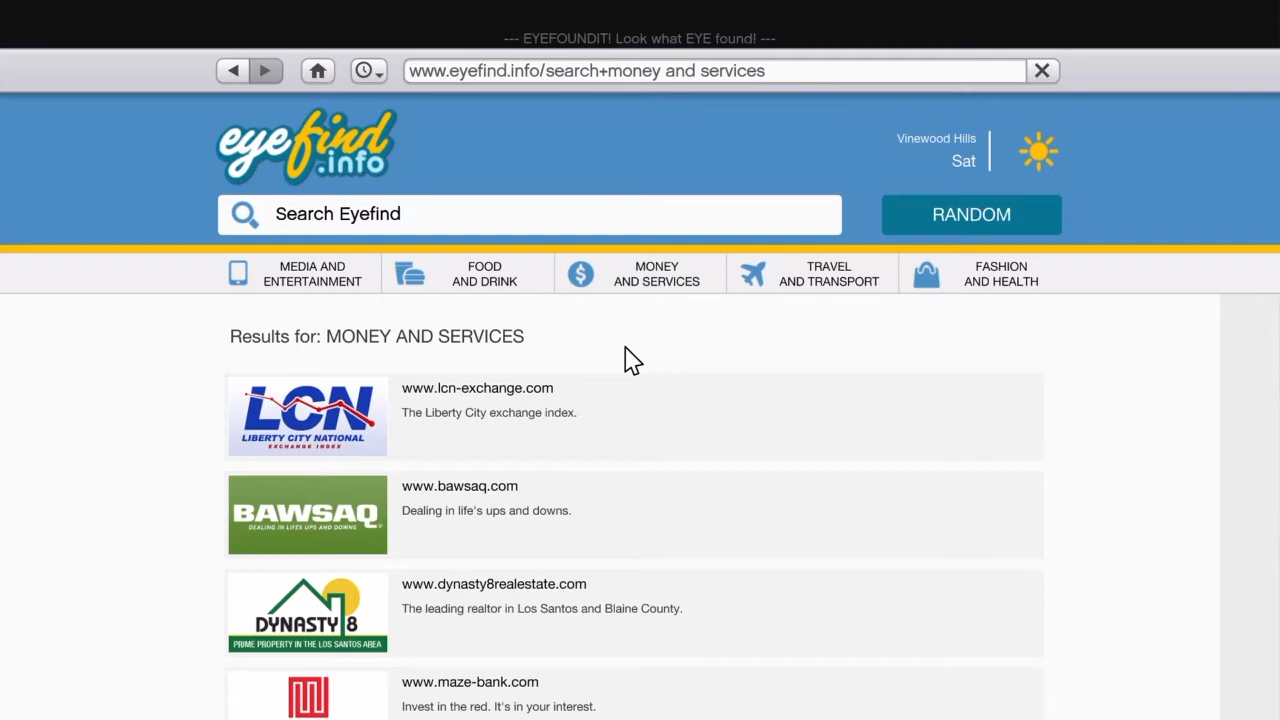 --- EYEFOUNDIT! Look what EYE found! ---
www.eyefind.info/search+money and services
eyefind
.info
Vinewood Hills
Sat
Search Eyefind
RANDOM
MEDIA AND
ENTERTAINMENT
FOOD
AND DRINK
MONEY
AND SERVICES
TRAVEL
AND TRANSPORT
FASHION
AND HEALTH
Results for: MONEY AND SERVICES
LCN
LIBERTY CITY NATIONAL
EXCHANGE INDEX
www.lcn-exchange.com
The Liberty City exchange index.
BAWSAQ
DEALING IN LIFES UPS AND DOWNS
www.bawsaq.com
Dealing in life's ups and downs.
DYNASTY 8
PRIME PROPERTY IN THE LOS SANTOS AREA
www.dynasty8realestate.com
The leading realtor in Los Santos and Blaine County.
www.maze-bank.com
Invest in the red. It's in your interest.